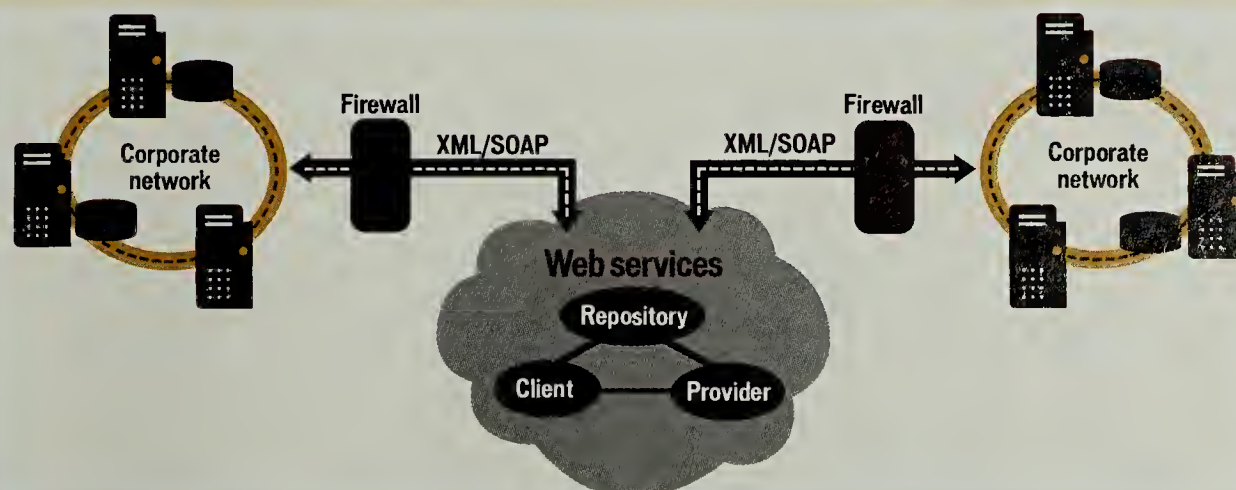 Firewall
Firewall
XML/SOAP
XML/SOAP
Corporate
network
Corporate
network
Web services
Repository
Client
Provider